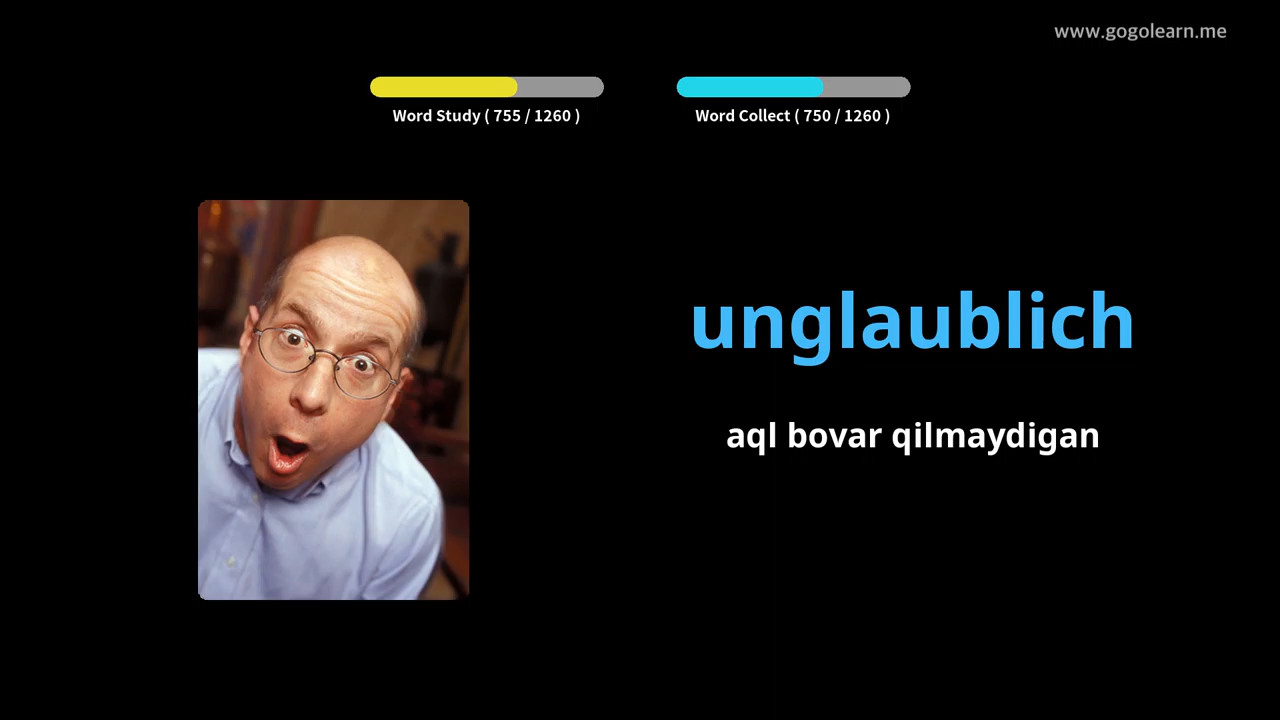 www.gogolearn.me
Word Study ( 755 / 1260 )
Word Collect ( 750 / 1260 )
unglaublich
aql bovar qilmaydigan